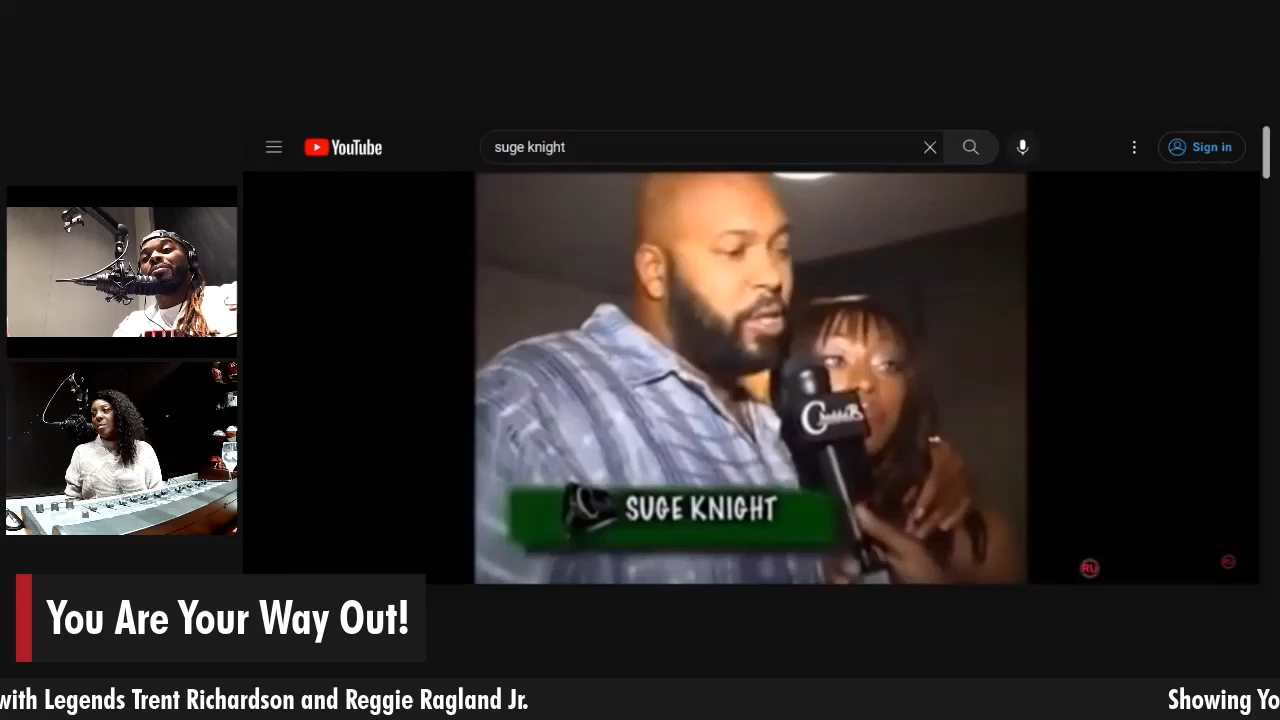 YouTube
suge knight
Sign in
SUGE KNIGHT
RU
You Are Your Way Out!
with Legends Trent Richardson and Reggie Ragland Jr.
Showing Yo